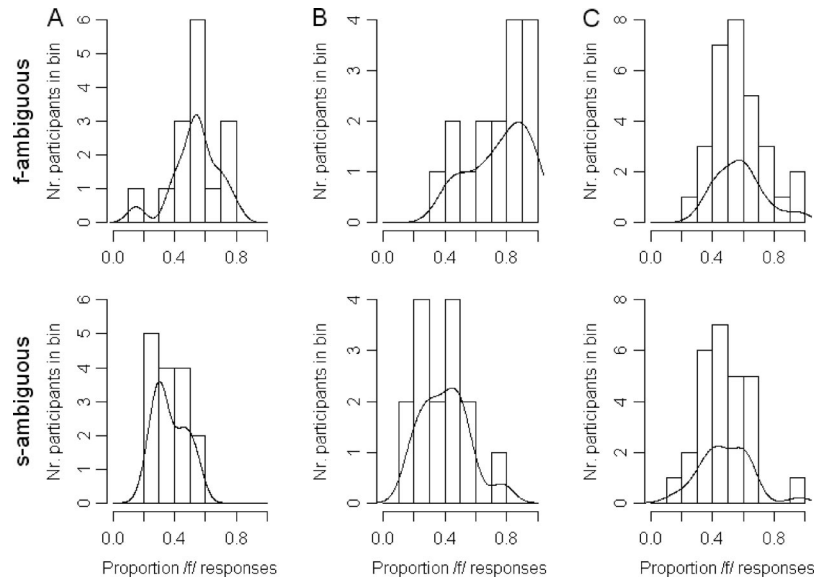 A B C
f-ambiguous
Nr. participants in bin
0 1 2 3 4 5 6
0.0 0.4 0.8
Nr. participants in bin
0 1 2 3 4
0.0 0.4 0.8
Nr. participants in bin
0 2 4 6 8
0.0 0.4 0.8
s-ambiguous
Nr. participants in bin
0 1 2 3 4 5 6
0.0 0.4 0.8
Proportion /f/ responses
Nr. participants in bin
0 1 2 3 4
0.0 0.4 0.8
Proportion /f/ responses
Nr. participants in bin
0 2 4 6 8
0.0 0.4 0.8
Proportion /f/ responses